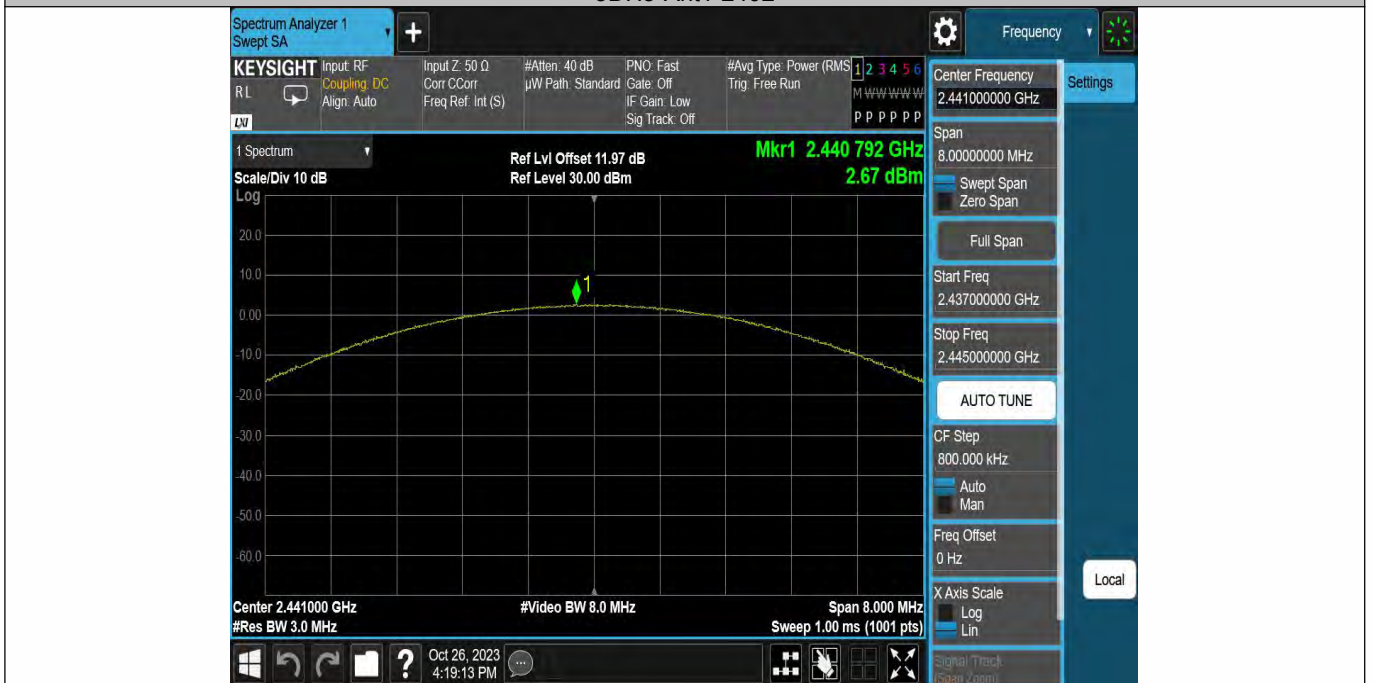 Spectrum Analyzer 1
Swept SA
+
Frequency
KEYSIGHT
RL
LXI
Input: RF
Coupling: DC
Align: Auto
Input Z: 50 Ω
Corr CCorr
Freq Ref: Int (S)
#Atten: 40 dB
µW Path: Standard
PNO: Fast
Gate: Off
IF Gain: Low
Sig Track: Off
#Avg Type: Power (RMS
Trig: Free Run
1 2 3 4 5 6
M W W W W W
P P P P P P
1 Spectrum
Scale/Div 10 dB
Log
Ref Lvl Offset 11.97 dB
Ref Level 30.00 dBm
Mkr1 2.440 792 GHz
2.67 dBm
20.0
10.0
0.00
-10.0
-20.0
-30.0
-40.0
-50.0
-60.0
1
Center 2.441000 GHz
#Res BW 3.0 MHz
#Video BW 8.0 MHz
Span 8.000 MHz
Sweep 1.00 ms (1001 pts)
?
Oct 26, 2023
4:19:13 PM
Center Frequency
2.441000000 GHz
Settings
Span
8.00000000 MHz
Swept Span
Zero Span
Full Span
Start Freq
2.437000000 GHz
Stop Freq
2.445000000 GHz
AUTO TUNE
CF Step
800.000 kHz
Auto
Man
Freq Offset
0 Hz
X Axis Scale
Log
Lin
Local
Signal Track
(Span Zoom)